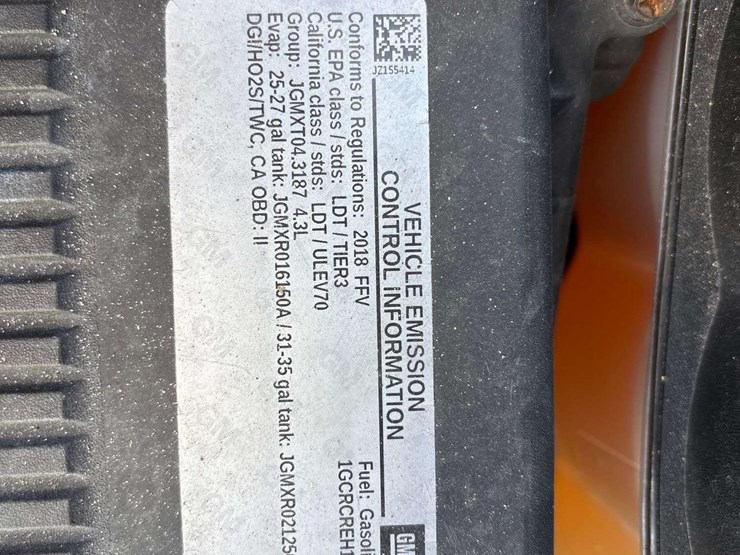 JZ155414
VEHICLE EMISSION
CONTROL INFORMATION
GM
Conforms to Regulations: 2018 FFV
Fuel: Gasoli
U.S. EPA class / stds: LDT / TIER3
1GCRCREH1
California class / stds: LDT / ULEV70
Group: JGMXT04.3187 4.3L
Evap: 25-27 gal tank: JGMXR016150A / 31-35 gal tank: JGMXR02125
DGI/HO2S/TWC, CA OBD: II